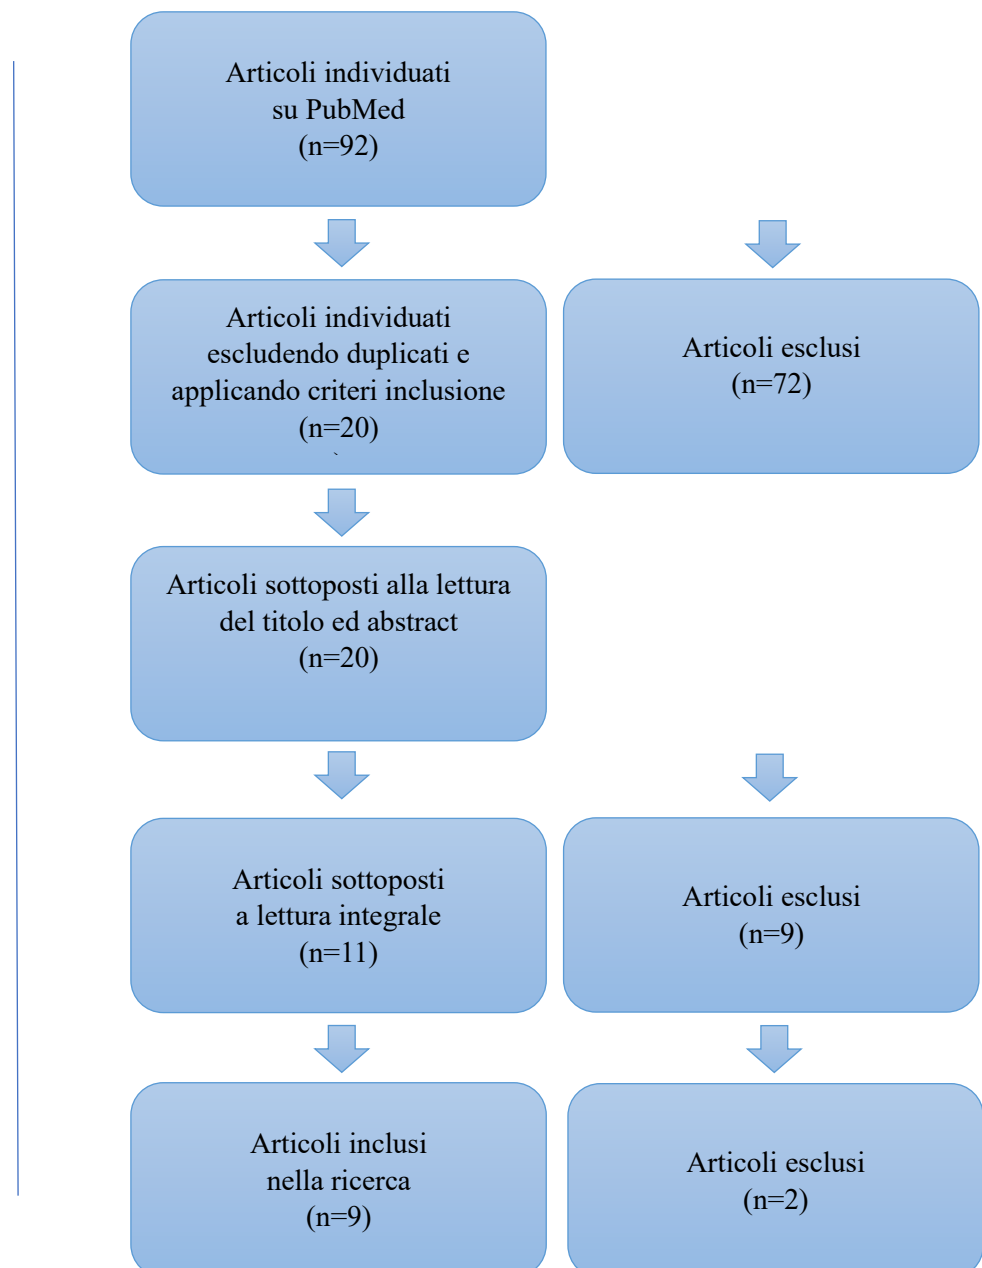 Articoli individuati
su PubMed
(n=92)
Articoli individuati
escludendo duplicati e
applicando criteri inclusione
(n=20)
Articoli esclusi
(n=72)
Articoli sottoposti alla lettura
del titolo ed abstract
(n=20)
Articoli sottoposti
a lettura integrale
(n=11)
Articoli esclusi
(n=9)
Articoli inclusi
nella ricerca
(n=9)
Articoli esclusi
(n=2)